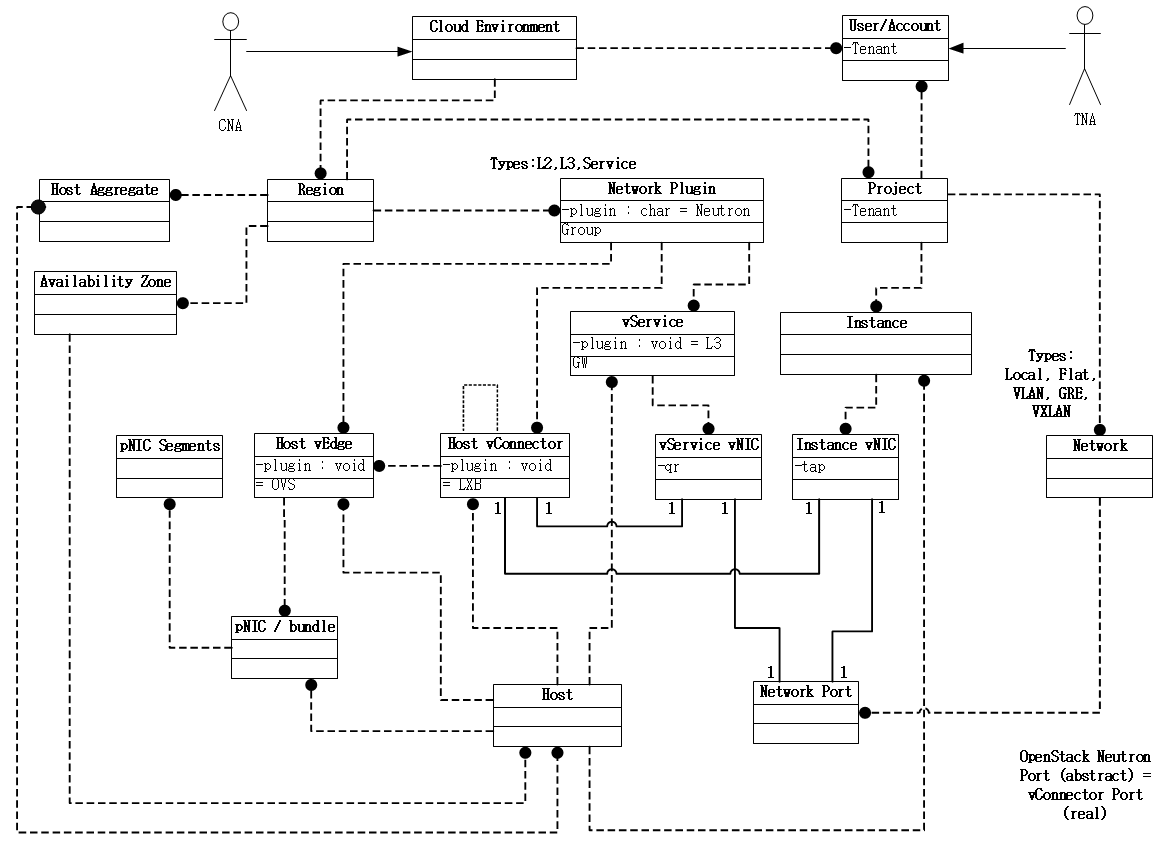 Cloud Environment
User/Account
-Tenant
CNA
TNA
Types:L2,L3,Service
Host Aggregate
Region
Network Plugin
-plugin : char = Neutron
Group
Project
-Tenant
Availability Zone
vService
-plugin : void = L3
GW
Instance
Types:
Local, Flat,
VLAN, GRE,
VXLAN
pNIC Segments
Host vEdge
-plugin : void
= OVS
Host vConnector
-plugin : void
= LXB
vService vNIC
-qr
Instance vNIC
-tap
Network
1
1
1
1
1
1
pNIC / bundle
1
1
Host
Network Port
OpenStack Neutron
Port (abstract) =
vConnector Port
(real)